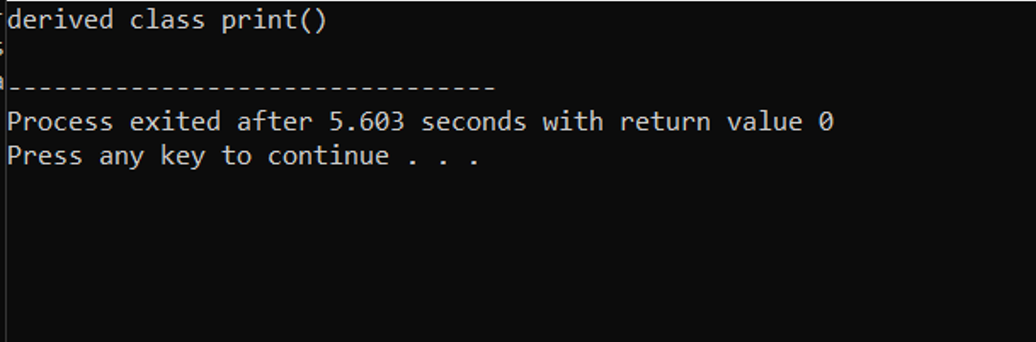 derived class print()
--------------------------------
Process exited after 5.603 seconds with return value 0
Press any key to continue . . .